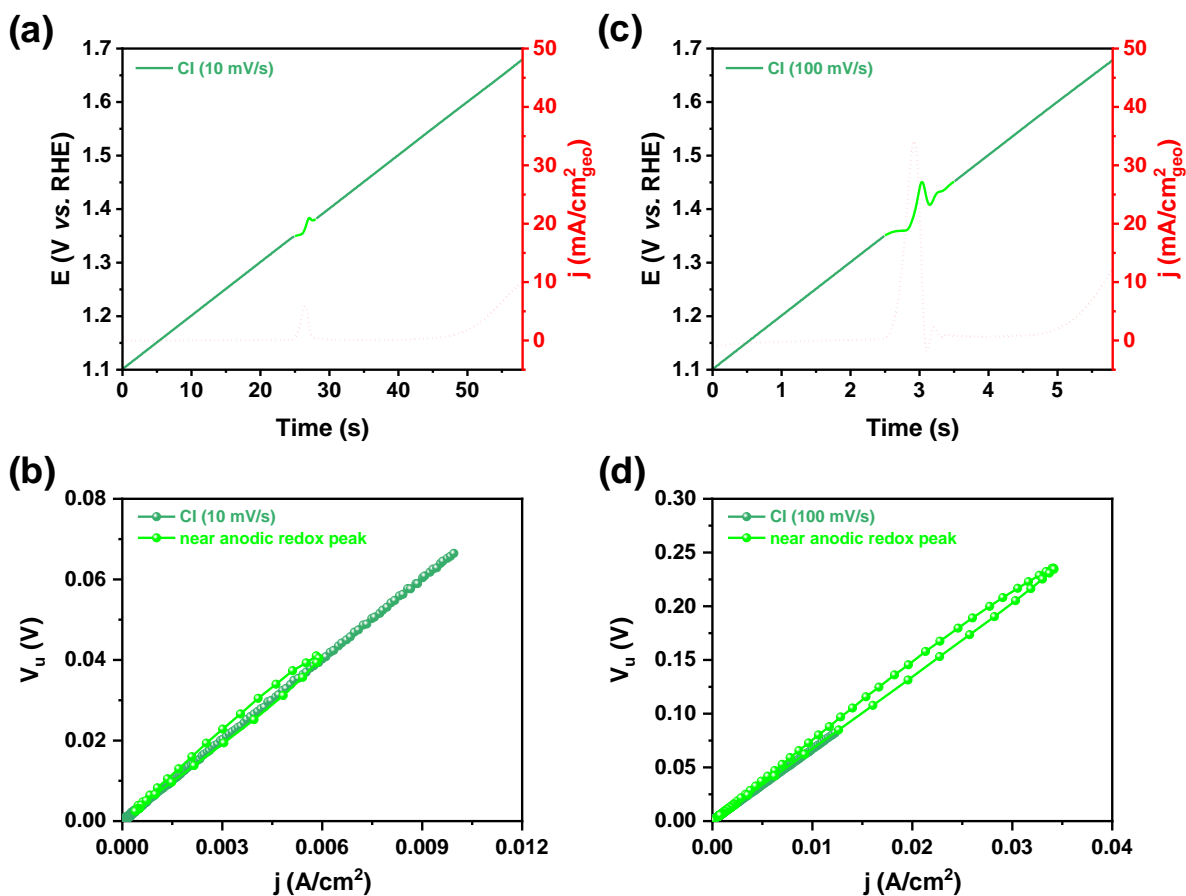 (a)
1.7
1.6
1.5
1.4
1.3
1.2
1.1
E (V vs. RHE)
CI (10 mV/s)
50
40
30
20
10
0
j (mA/cm²geo)
0 10 20 30 40 50
Time (s)
(c)
1.7
1.6
1.5
1.4
1.3
1.2
1.1
E (V vs. RHE)
CI (100 mV/s)
50
40
30
20
10
0
j (mA/cm²geo)
0 1 2 3 4 5
Time (s)
(b)
0.08
0.06
0.04
0.02
0.00
Vu (V)
CI (10 mV/s)
near anodic redox peak
0.000 0.003 0.006 0.009 0.012
j (A/cm²)
(d)
0.30
0.25
0.20
0.15
0.10
0.05
0.00
Vu (V)
CI (100 mV/s)
near anodic redox peak
0.00 0.01 0.02 0.03 0.04
j (A/cm²)